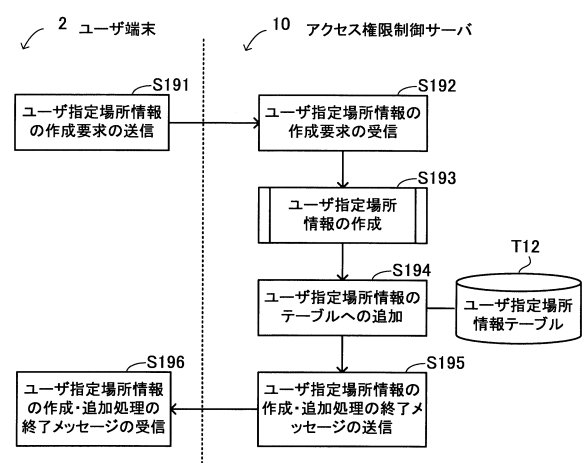 2 ユーザ端末
10 アクセス権限制御サーバ
S191
ユーザ指定場所情報
の作成要求の送信
S192
ユーザ指定場所情報の
作成要求の受信
S193
ユーザ指定場所
情報の作成
S194
ユーザ指定場所情報の
テーブルへの追加
T12
ユーザ指定場所
情報テーブル
S195
ユーザ指定場所情報の
作成・追加処理の終了メ
ッセージの送信
S196
ユーザ指定場所情報
の作成・追加処理の
終了メッセージの受信